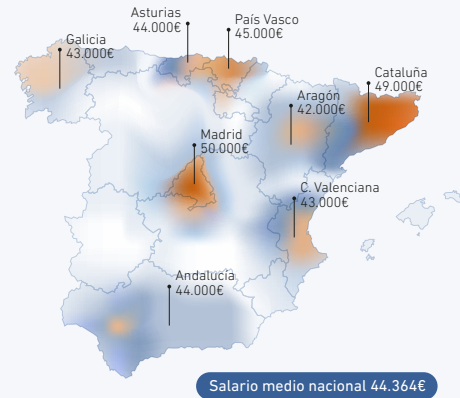 Asturias
44.000€
País Vasco
45.000€
Galicia
43.000€
Cataluña
49.000€
Aragón
42.000€
Madrid
50.000€
C. Valenciana
43.000€
Andalucía
44.000€
Salario medio nacional 44.364€